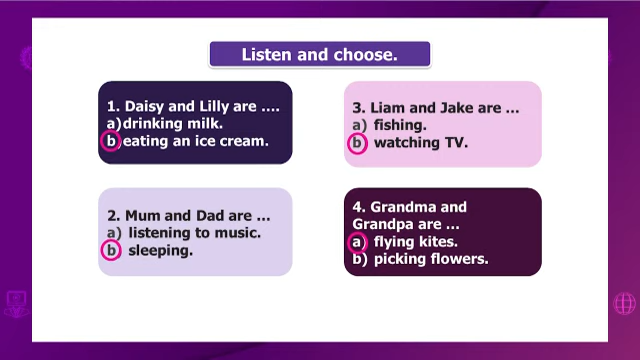 Listen and choose.
1. Daisy and Lilly are ....
a)drinking milk.
b)eating an ice cream.
2. Mum and Dad are ...
a) listening to music.
b) sleeping.
3. Liam and Jake are ...
a) fishing.
b) watching TV.
4. Grandma and
Grandpa are ...
a) flying kites.
b) picking flowers.